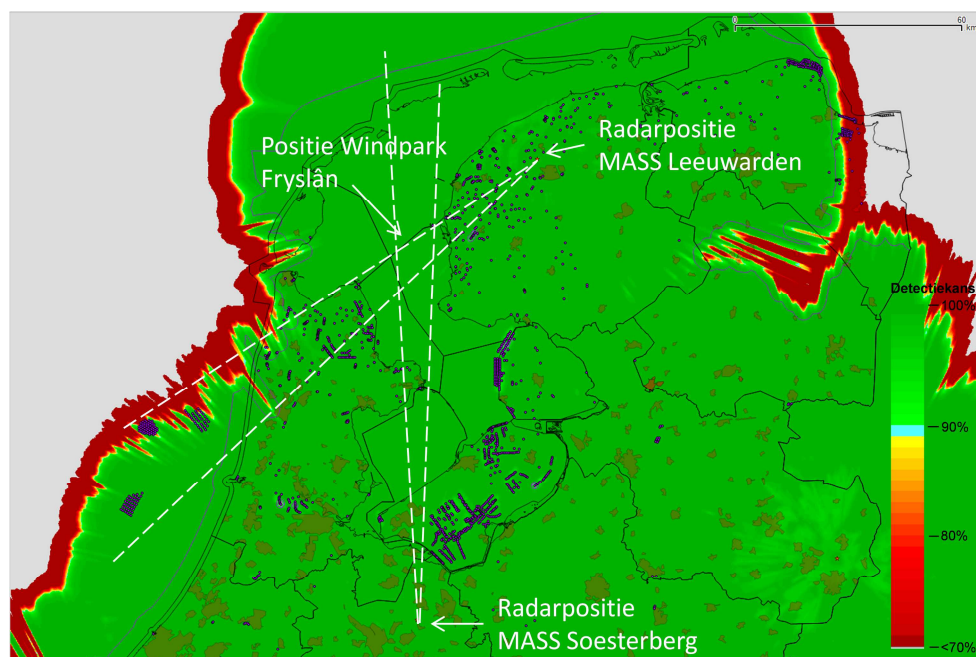 0
60
km
Positie Windpark
Fryslân
Radarpositie
MASS Leeuwarden
Detectiekans
100%
90%
80%
<70%
Radarpositie
MASS Soesterberg